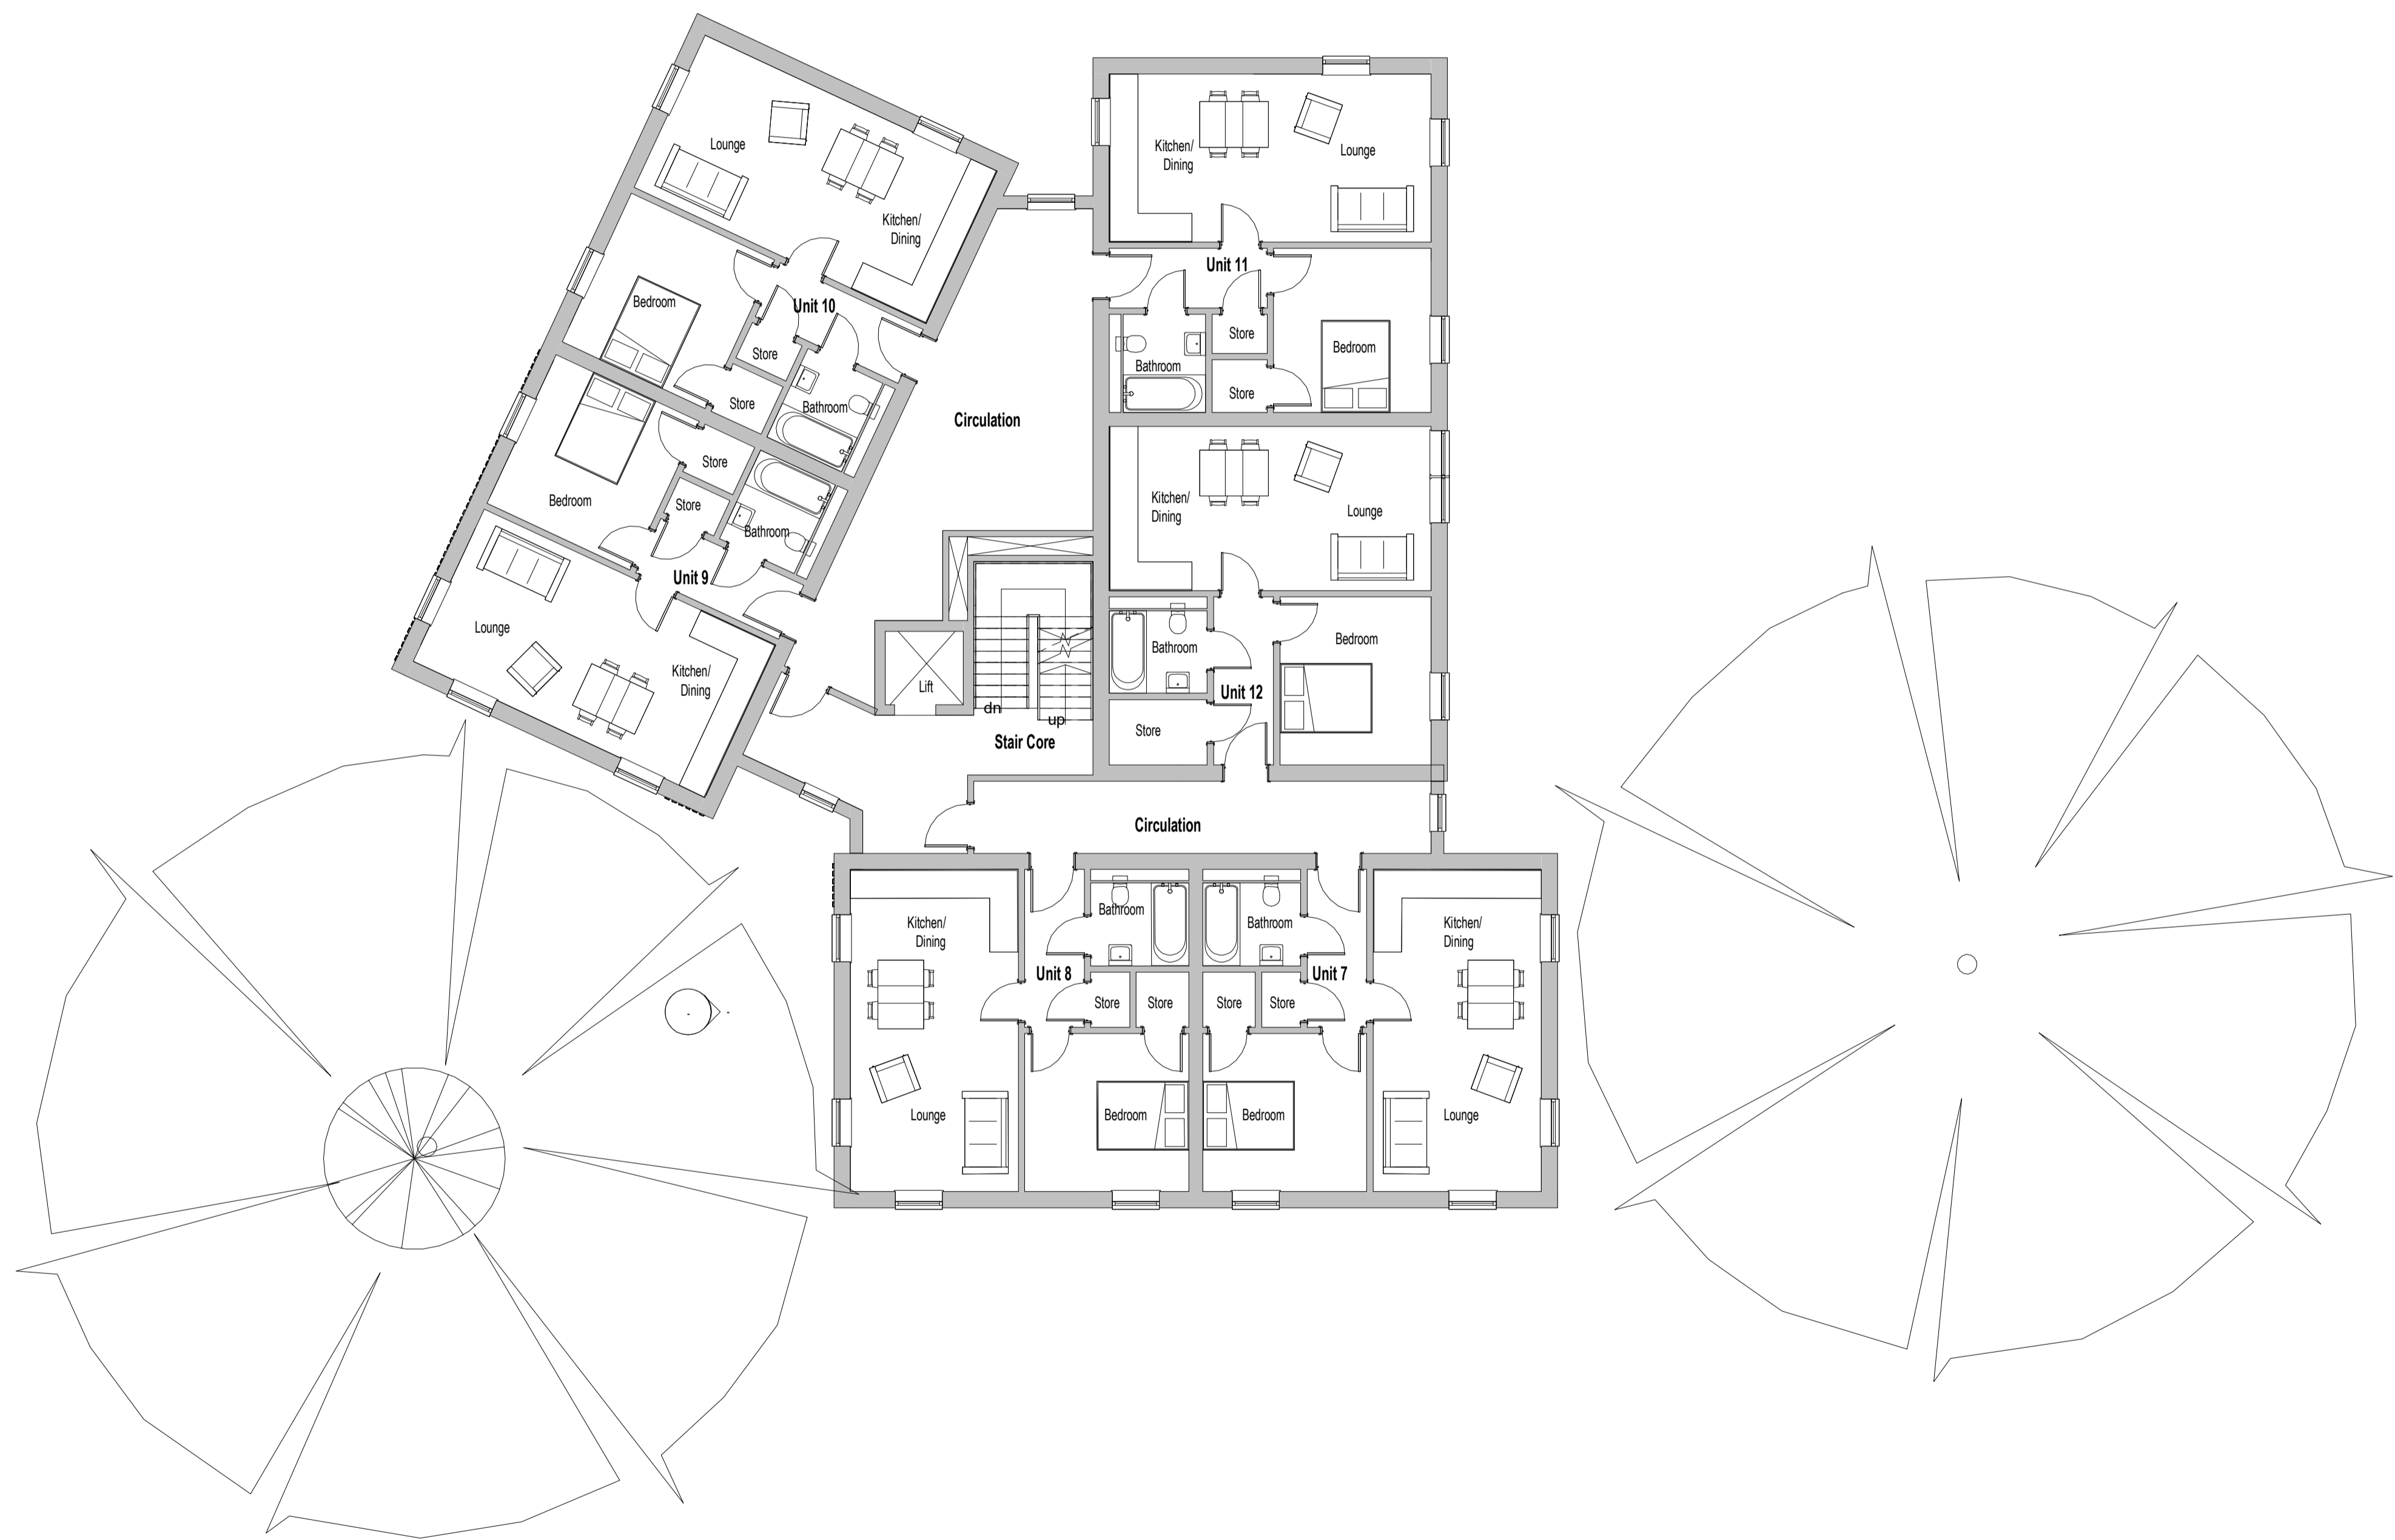 Lounge
Kitchen/
Dining
Bedroom
Unit 10
Store
Store
Bathroom
Kitchen/
Dining
Lounge
Unit 11
Store
Bathroom
Store
Bedroom
Circulation
Bedroom
Store
Store
Bathroom
Unit 9
Lounge
Kitchen/
Dining
Kitchen/
Dining
Lounge
Bathroom
Bedroom
Unit 12
Store
Lift
dn
up
Stair Core
Circulation
Kitchen/
Dining
Bathroom
Unit 8
Store
Store
Lounge
Bedroom
Bathroom
Kitchen/
Dining
Unit 7
Store
Store
Bedroom
Lounge